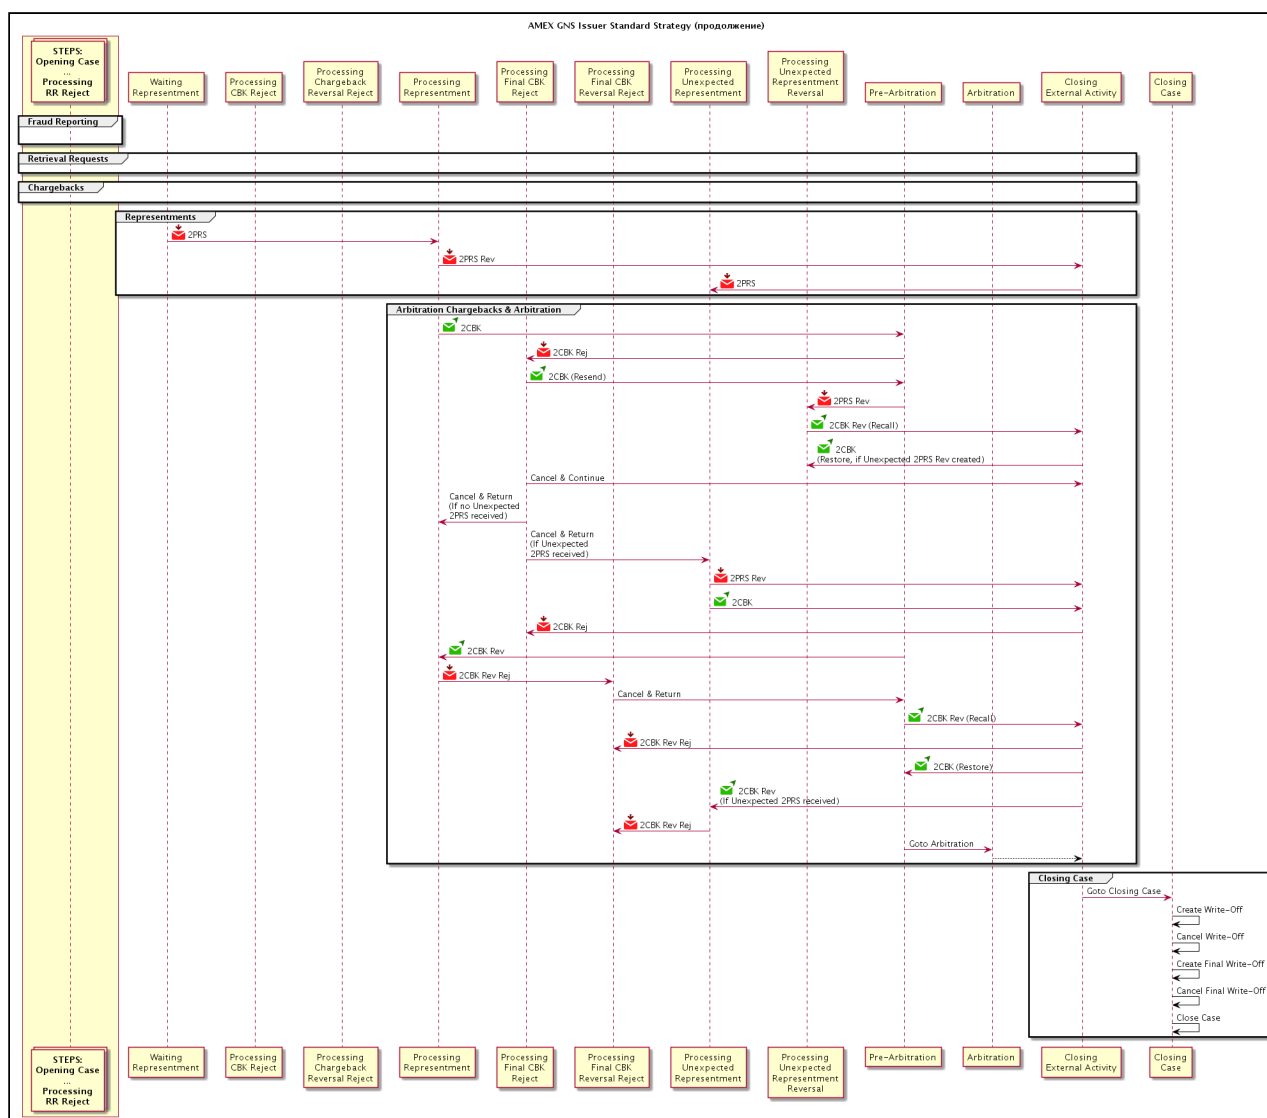 AMEX GNS Issuer Standard Strategy (продолжение)
STEPS:
Opening Case
...
Processing
RR Reject
Waiting
Representment
Processing
CBK Reject
Processing
Chargeback
Reversal Reject
Processing
Representment
Processing
Final CBK
Reject
Processing
Final CBK
Reversal Reject
Processing
Unexpected
Representment
Processing
Unexpected
Representment
Reversal
Pre-Arbitration
Arbitration
Closing
External Activity
Closing
Case
Fraud Reporting
Retrieval Requests
Chargebacks
Representments
2PRS
2PRS Rev
2PRS
Arbitration Chargebacks & Arbitration
2CBK
2CBK Rej
2CBK (Resend)
2PRS Rev
2CBK Rev (Recall)
2CBK
(Restore, if Unexpected 2PRS Rev created)
Cancel & Continue
Cancel & Return
(If no Unexpected
2PRS received)
Cancel & Return
(If Unexpected
2PRS received)
2PRS Rev
2CBK
2CBK Rej
2CBK Rev
2CBK Rev Rej
Cancel & Return
2CBK Rev (Recall)
2CBK Rev Rej
2CBK (Restore)
2CBK Rev
(If Unexpected 2PRS received)
2CBK Rev Rej
Goto Arbitration
Closing Case
Goto Closing Case
Create Write-Off
Cancel Write-Off
Create Final Write-Off
Cancel Final Write-Off
Close Case
STEPS:
Opening Case
...
Processing
RR Reject
Waiting
Representment
Processing
CBK Reject
Processing
Chargeback
Reversal Reject
Processing
Representment
Processing
Final CBK
Reject
Processing
Final CBK
Reversal Reject
Processing
Unexpected
Representment
Processing
Unexpected
Representment
Reversal
Pre-Arbitration
Arbitration
Closing
External Activity
Closing
Case